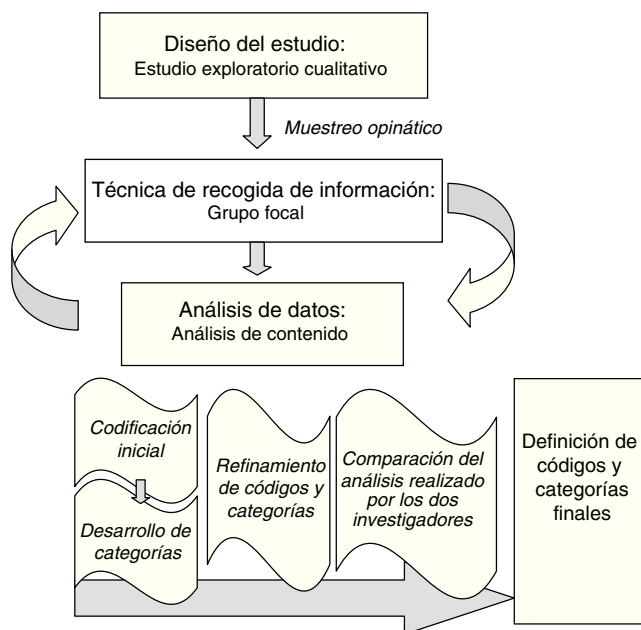 Diseño del estudio:
Estudio exploratorio cualitativo
Muestreo opinático
Técnica de recogida de información:
Grupo focal
Análisis de datos:
Análisis de contenido
Codificación
inicial
Desarrollo de
categorías
Refinamiento
de códigos y
categorías
Comparación del
análisis realizado
por los dos
investigadores
Definición de
códigos y
categorías
finales